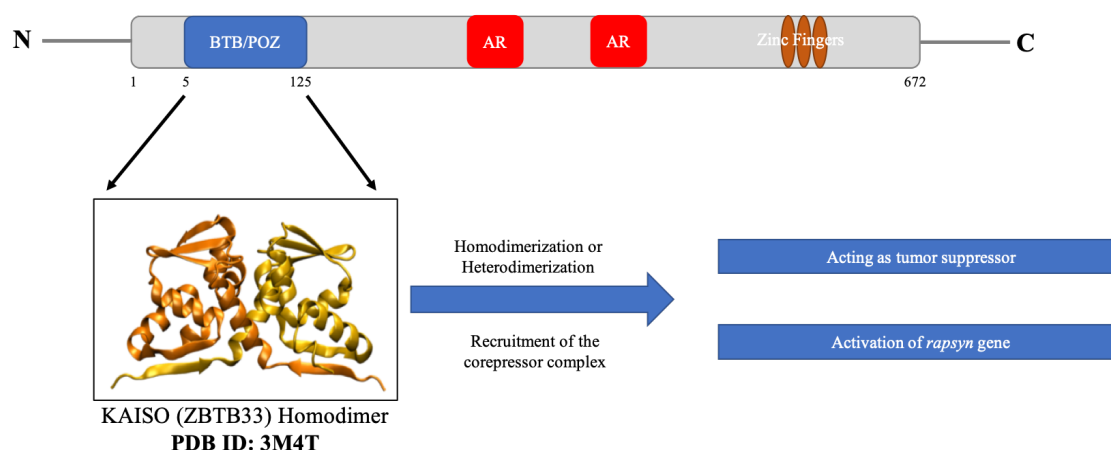 N
BTB/POZ
AR
AR
Zinc Fingers
C
1
5
125
672
Homodimerization or
Heterodimerization
Recruitment of the
corepressor complex
Acting as tumor suppressor
Activation of rapsyn gene
KAISO (ZBTB33) Homodimer
PDB ID: 3M4T